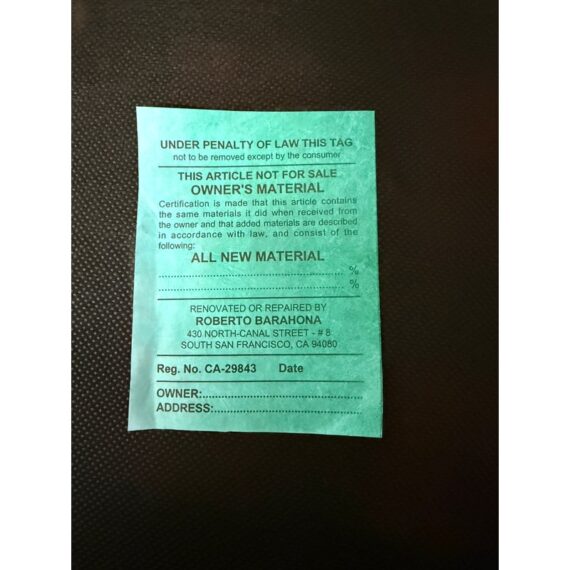 UNDER PENALTY OF LAW THIS TAG
not to be removed except by the consumer
THIS ARTICLE NOT FOR SALE
OWNER'S MATERIAL
Certification is made that this article contains
the same materials it did when received from
the owner and that added materials are described
in accordance with law, and consist of the
following:
ALL NEW MATERIAL
.................................................... %
.................................................... %
RENOVATED OR REPAIRED BY
ROBERTO BARAHONA
430 NORTH-CANAL STREET - # 8
SOUTH SAN FRANCISCO, CA 94080
Reg. No. CA-29843 Date
OWNER:..............................................
ADDRESS:..........................................